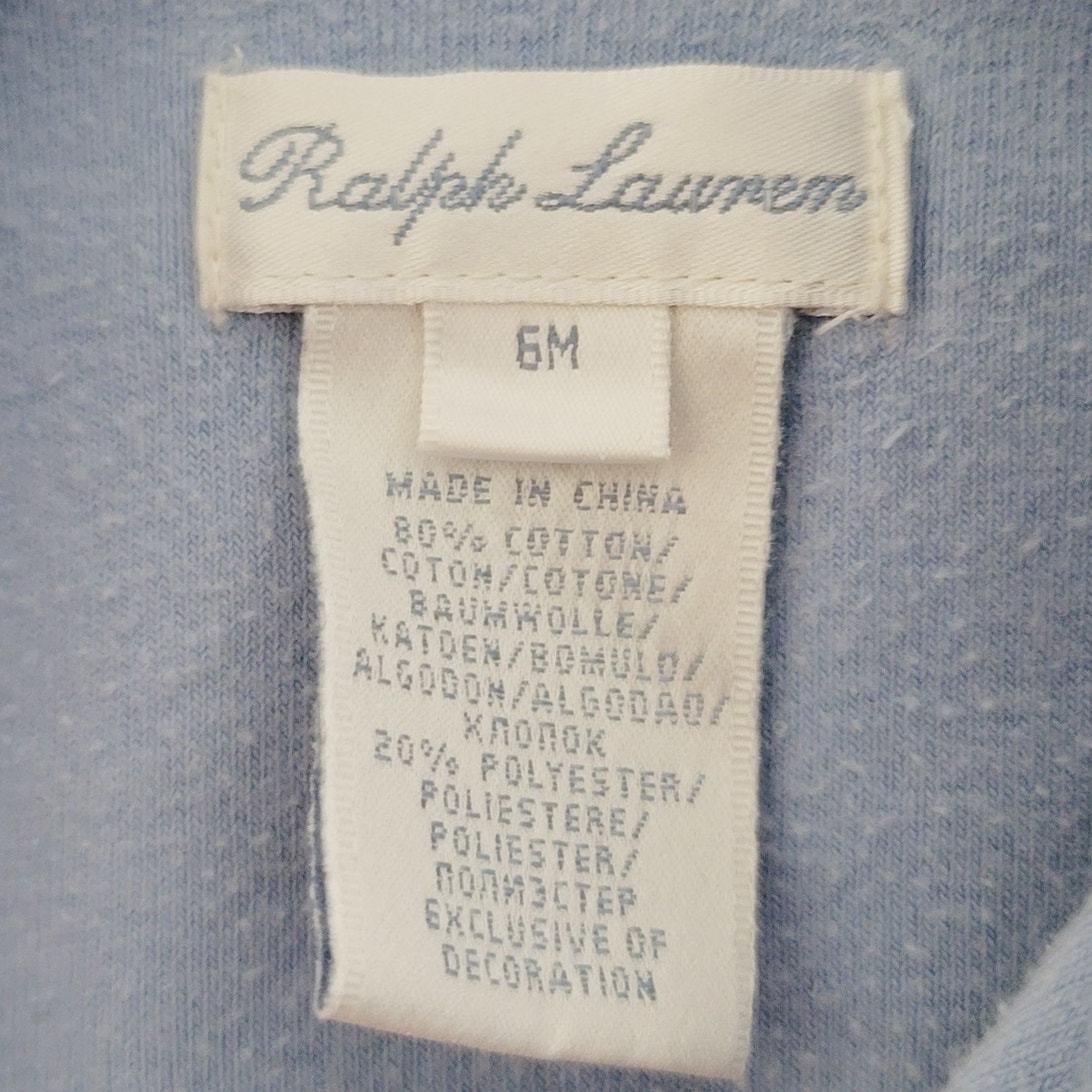 Ralph Lauren
6M
MADE IN CHINA
80% COTTON/
COTON/COTONE/
BAUMWOLLE/
KATOEN/BOMULD/
ALGODON/ALGODAO/
ХЛОПОК
20% POLYESTER/
POLIESTERE/
POLIESTER/
ПОЛИЭСТЕР
EXCLUSIVE OF
DECORATION